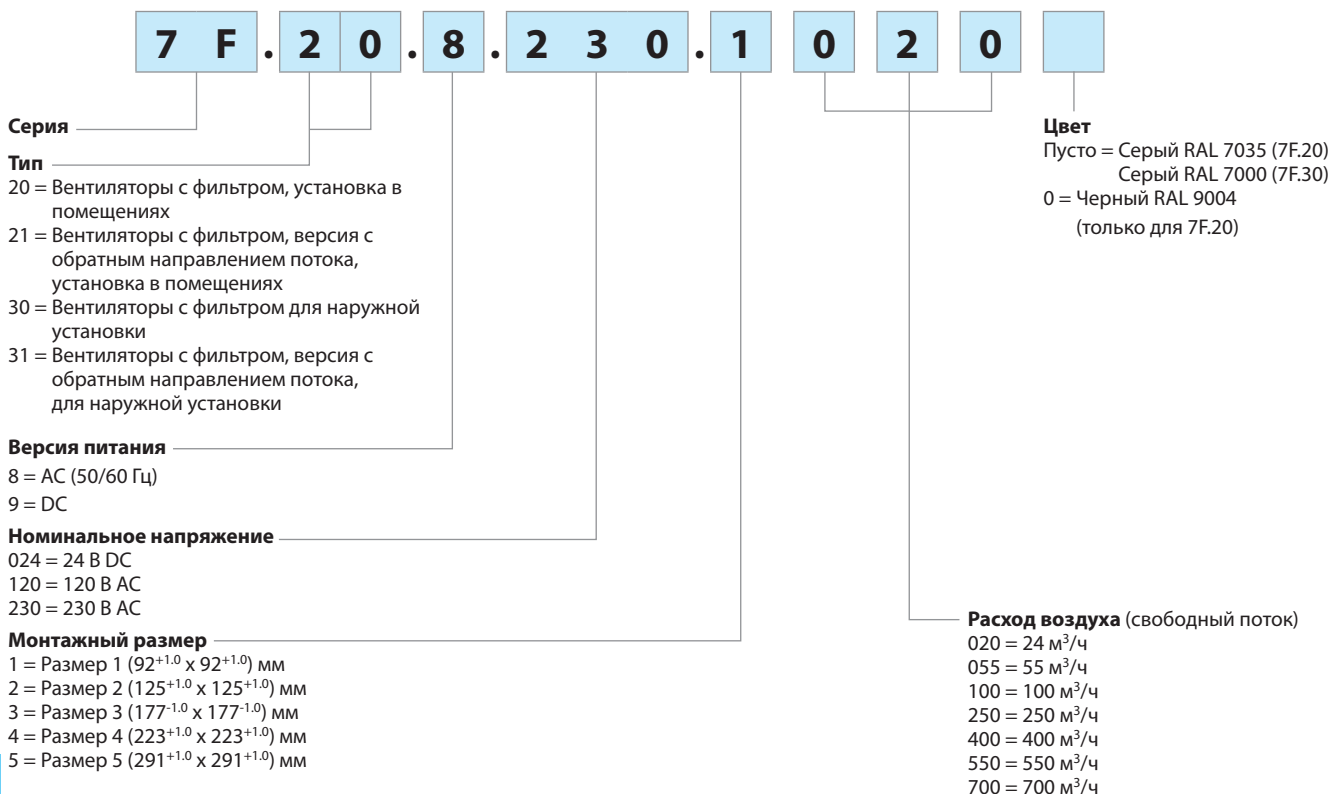 7 F . 2 0 . 8 . 2 3 0 . 1 0 2 0
Серия
Тип
20 = Вентиляторы с фильтром, установка в
помещениях
21 = Вентиляторы с фильтром, версия с
обратным направлением потока,
установка в помещениях
30 = Вентиляторы с фильтром для наружной
установки
31 = Вентиляторы с фильтром, версия с
обратным направлением потока,
для наружной установки
Версия питания
8 = AC (50/60 Гц)
9 = DC
Номинальное напряжение
024 = 24 В DC
120 = 120 В AC
230 = 230 В AC
Монтажный размер
1 = Размер 1 (92⁺¹·⁰ x 92⁺¹·⁰) мм
2 = Размер 2 (125⁺¹·⁰ x 125⁺¹·⁰) мм
3 = Размер 3 (177⁻¹·⁰ x 177⁻¹·⁰) мм
4 = Размер 4 (223⁺¹·⁰ x 223⁺¹·⁰) мм
5 = Размер 5 (291⁺¹·⁰ x 291⁺¹·⁰) мм
Цвет
Пусто = Серый RAL 7035 (7F.20)
Серый RAL 7000 (7F.30)
0 = Черный RAL 9004
(только для 7F.20)
Расход воздуха (свободный поток)
020 = 24 м³/ч
055 = 55 м³/ч
100 = 100 м³/ч
250 = 250 м³/ч
400 = 400 м³/ч
550 = 550 м³/ч
700 = 700 м³/ч